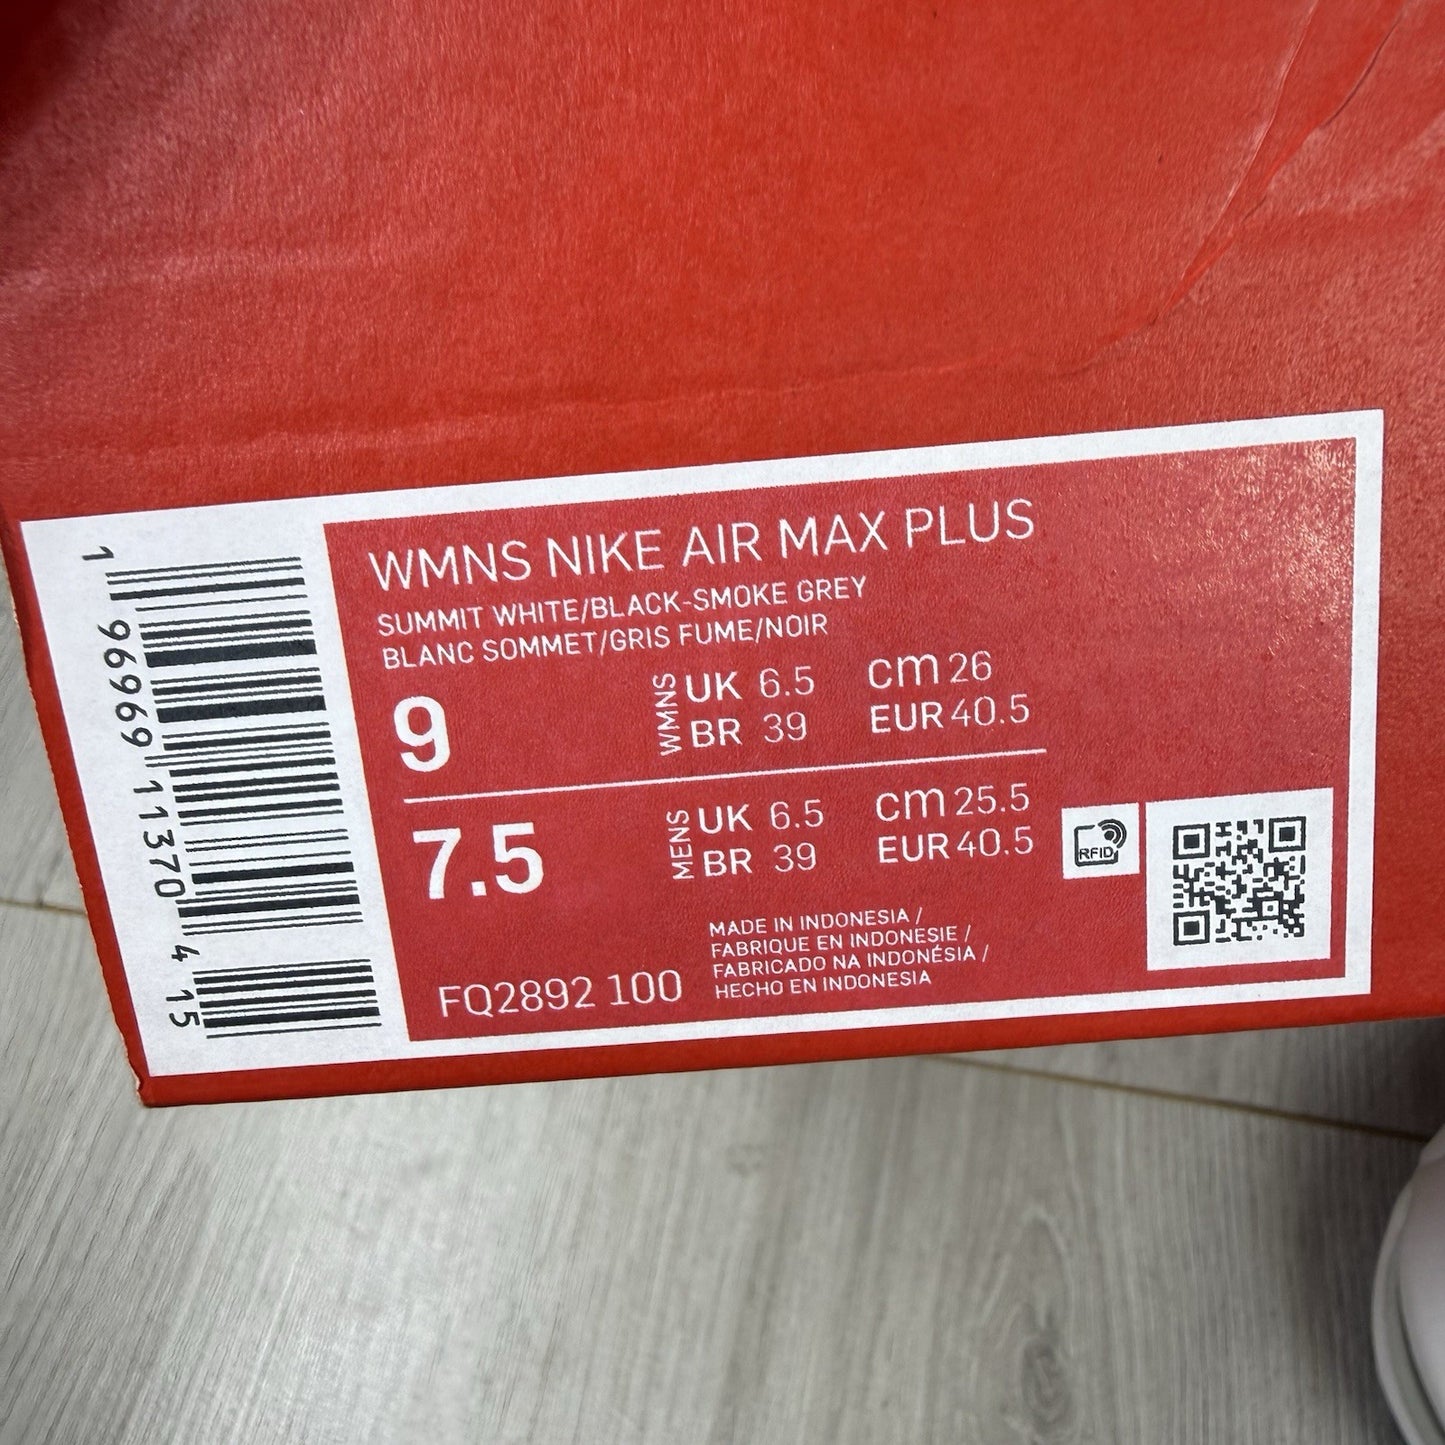 WMNS NIKE AIR MAX PLUS
SUMMIT WHITE/BLACK-SMOKE GREY
BLANC SOMMET/GRIS FUME/NOIR
9 WMNS UK 6.5 cm 26
BR 39 EUR 40.5
7.5 MENS UK 6.5 cm 25.5
BR 39 EUR 40.5
RFID
MADE IN INDONESIA /
FABRIQUE EN INDONESIE /
FABRICADO NA INDONÉSIA /
HECHO EN INDONESIA
FQ2892 100
1 96969 11370 4 15